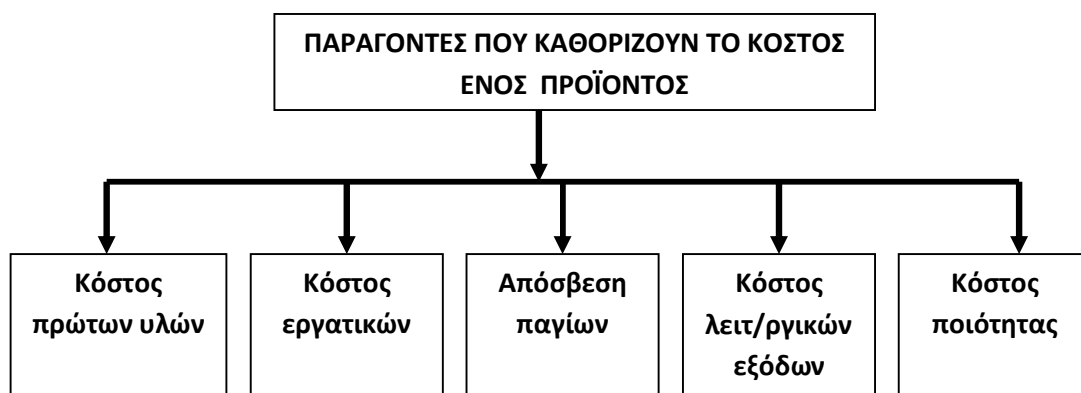 ΠΑΡΑΓΟΝΤΕΣ ΠΟΥ ΚΑΘΟΡΙΖΟΥΝ ΤΟ ΚΟΣΤΟΣ
ΕΝΟΣ ΠΡΟΪΟΝΤΟΣ
Κόστος
πρώτων υλών
Κόστος
εργατικών
Απόσβεση
παγίων
Κόστος
λειτ/ργικών
εξόδων
Κόστος
ποιότητας